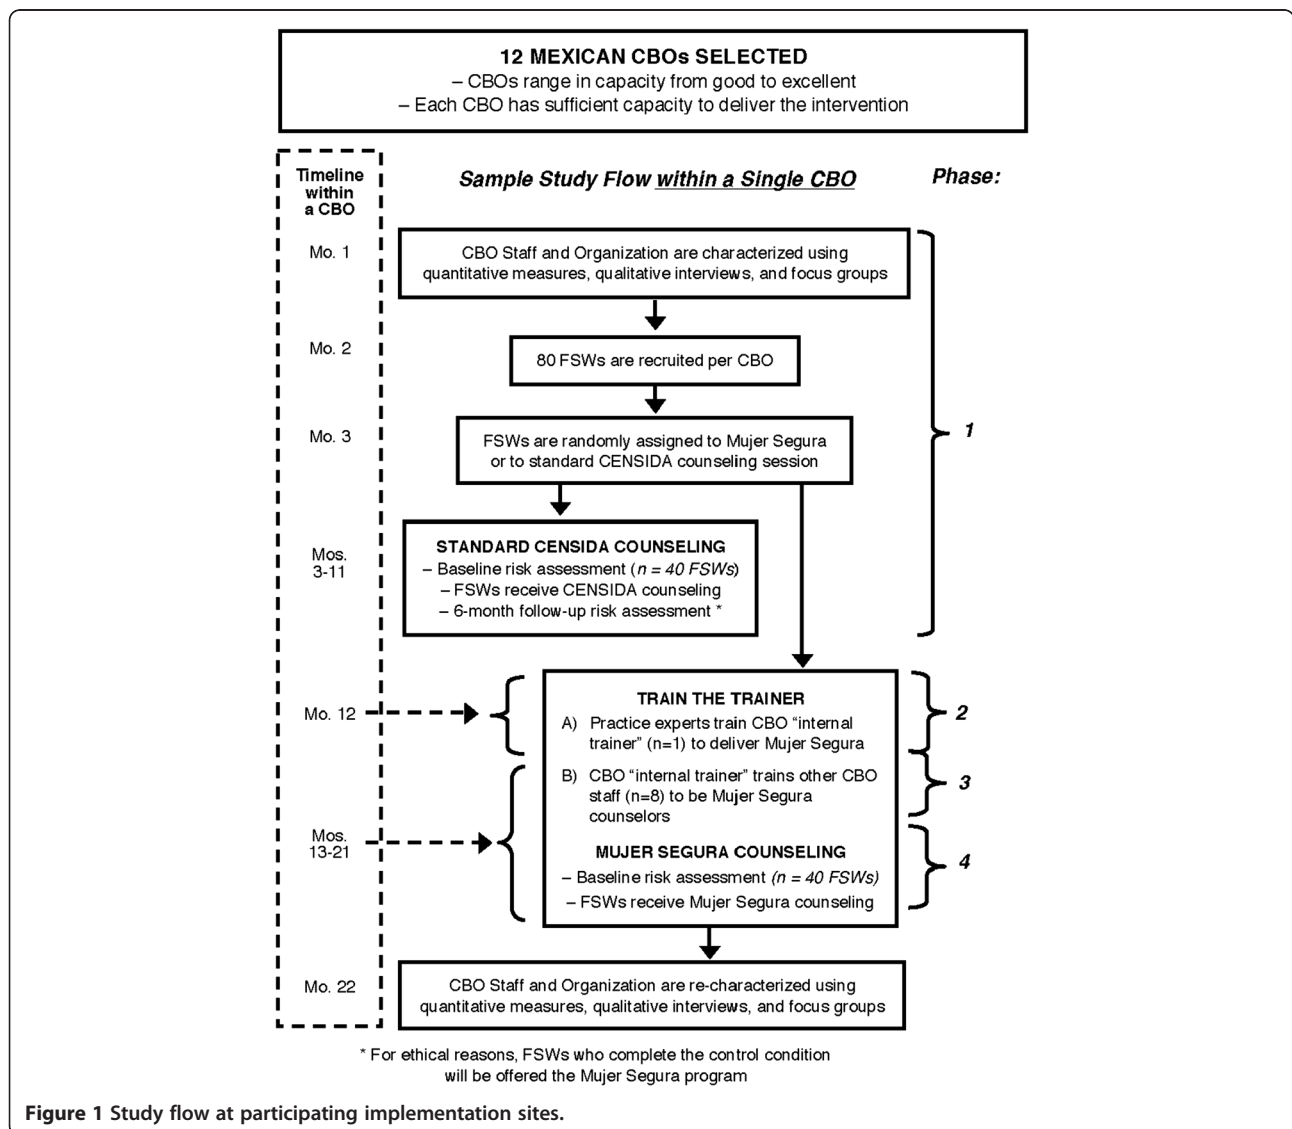 12 MEXICAN CBOs SELECTED
– CBOs range in capacity from good to excellent
– Each CBO has sufficient capacity to deliver the intervention
Timeline
within
a CBO
Sample Study Flow within a Single CBO
Phase:
Mo. 1
CBO Staff and Organization are characterized using
quantitative measures, qualitative interviews, and focus groups
Mo. 2
80 FSWs are recruited per CBO
Mo. 3
FSWs are randomly assigned to Mujer Segura
or to standard CENSIDA counseling session
1
Mos.
3-11
STANDARD CENSIDA COUNSELING
– Baseline risk assessment (n = 40 FSWs)
– FSWs receive CENSIDA counseling
– 6-month follow-up risk assessment *
Mo. 12
TRAIN THE TRAINER
A) Practice experts train CBO “internal
trainer” (n=1) to deliver Mujer Segura
2
B) CBO “internal trainer” trains other CBO
staff (n=8) to be Mujer Segura
counselors
3
Mos.
13-21
MUJER SEGURA COUNSELING
– Baseline risk assessment (n = 40 FSWs)
– FSWs receive Mujer Segura counseling
4
Mo. 22
CBO Staff and Organization are re-characterized using
quantitative measures, qualitative interviews, and focus groups
* For ethical reasons, FSWs who complete the control condition
will be offered the Mujer Segura program
Figure 1 Study flow at participating implementation sites.